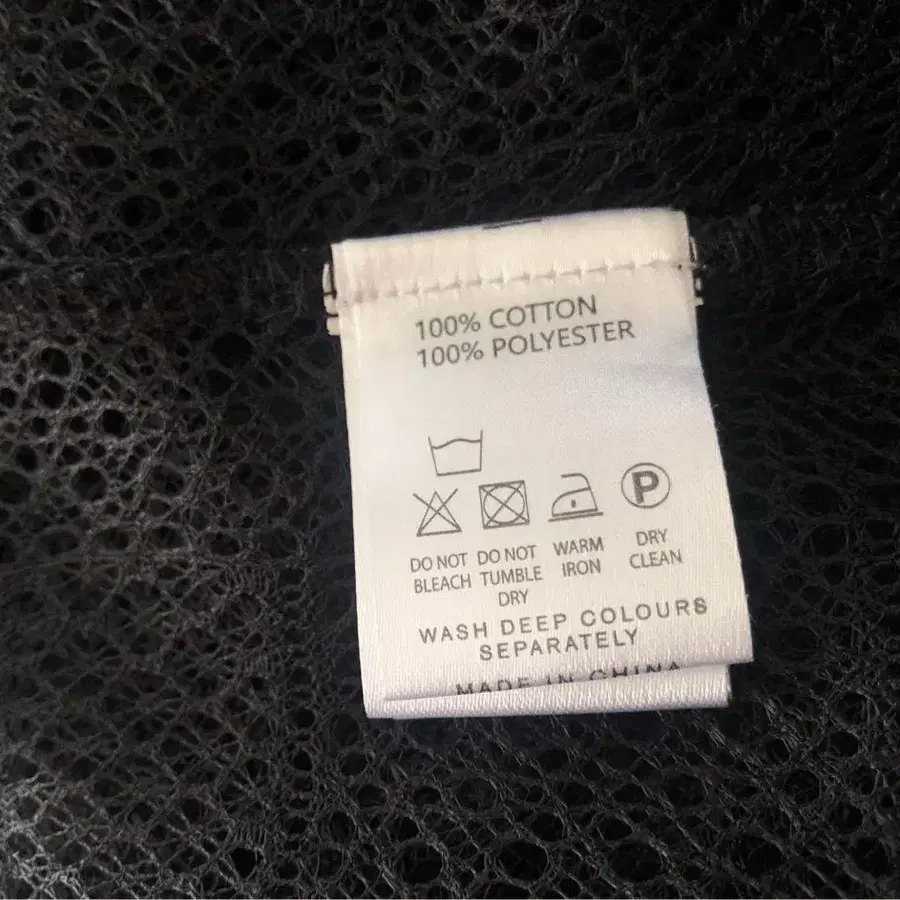 100% COTTON
100% POLYESTER
P
DO NOT BLEACH
DO NOT TUMBLE DRY
WARM IRON
DRY CLEAN
WASH DEEP COLOURS
SEPARATELY
MADE IN CHINA